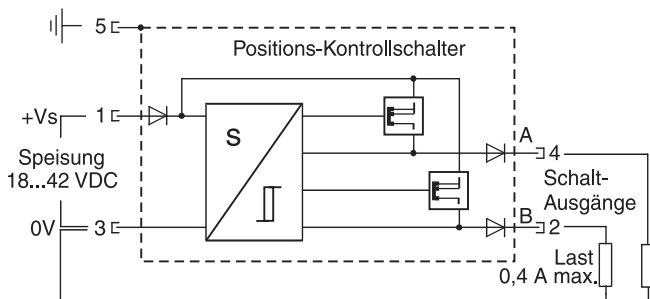 5
Positions-Kontrollschalter
+Vs 1
S
A
4
Speisung
18...42 VDC
Schalt-
Ausgänge
0V 3
B
2
Last
0,4 A max.